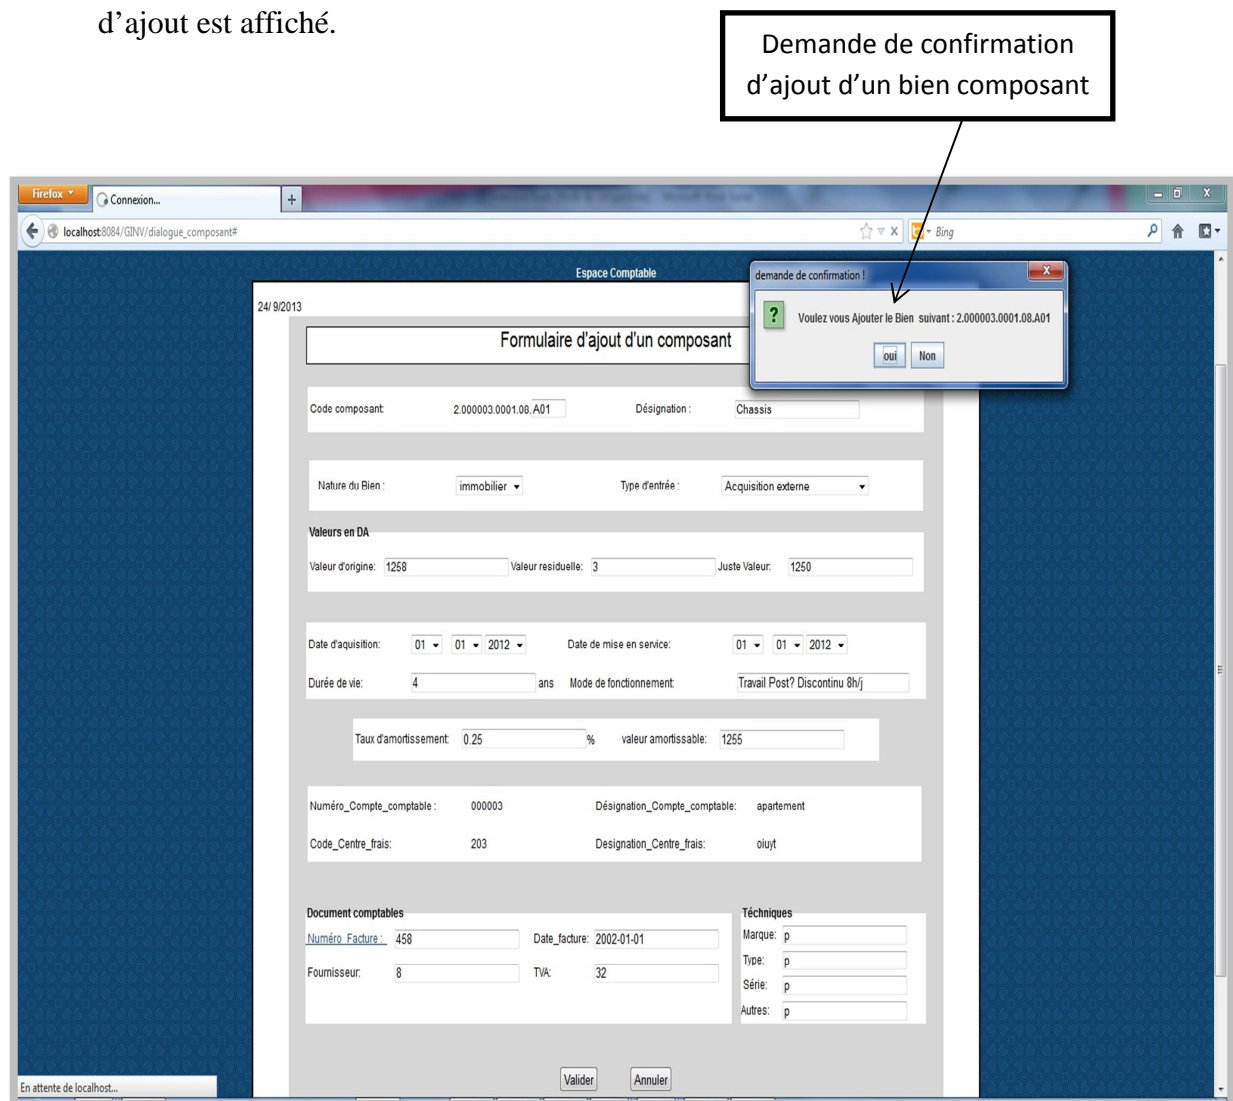 d’ajout est affiché.
Demande de confirmation
d’ajout d’un bien composant
Firefox
Connexion...
localhost:8084/GINV/dialogue_composant#
Bing
Espace Comptable
demande de confirmation !
Voulez vous Ajouter le Bien suivant : 2.000003.0001.08.A01
oui Non
24/ 9/2013
Formulaire d'ajout d'un composant
Code composant: 2.000003.0001.08. A01 Désignation : Chassis
Nature du Bien : immobilier Type d'entrée : Acquisition externe
Valeurs en DA
Valeur d'origine: 1258 Valeur residuelle: 3 Juste Valeur: 1250
Date d'aquisition: 01 01 2012 Date de mise en service: 01 01 2012
Durée de vie: 4 ans Mode de fonctionnement: Travail Post? Discontinu 8h/j
Taux d'amortissement: 0.25 % valeur amortissable: 1255
Numéro_Compte_comptable : 000003 Désignation_Compte_comptable: apartement
Code_Centre_frais: 203 Designation_Centre_frais: oiuyt
Document comptables
Numéro_Facture : 458 Date_facture: 2002-01-01
Fournisseur: 8 TVA: 32
Téchniques
Marque: p
Type: p
Série: p
Autres: p
Valider Annuler
En attente de localhost...